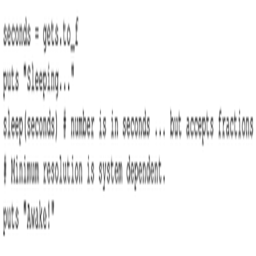 seconds = gets.to_f
puts "Sleeping..."
sleep(seconds) # number is in seconds ... but accepts fractions
# Minimum resolution is system dependent.
puts "Awake!"